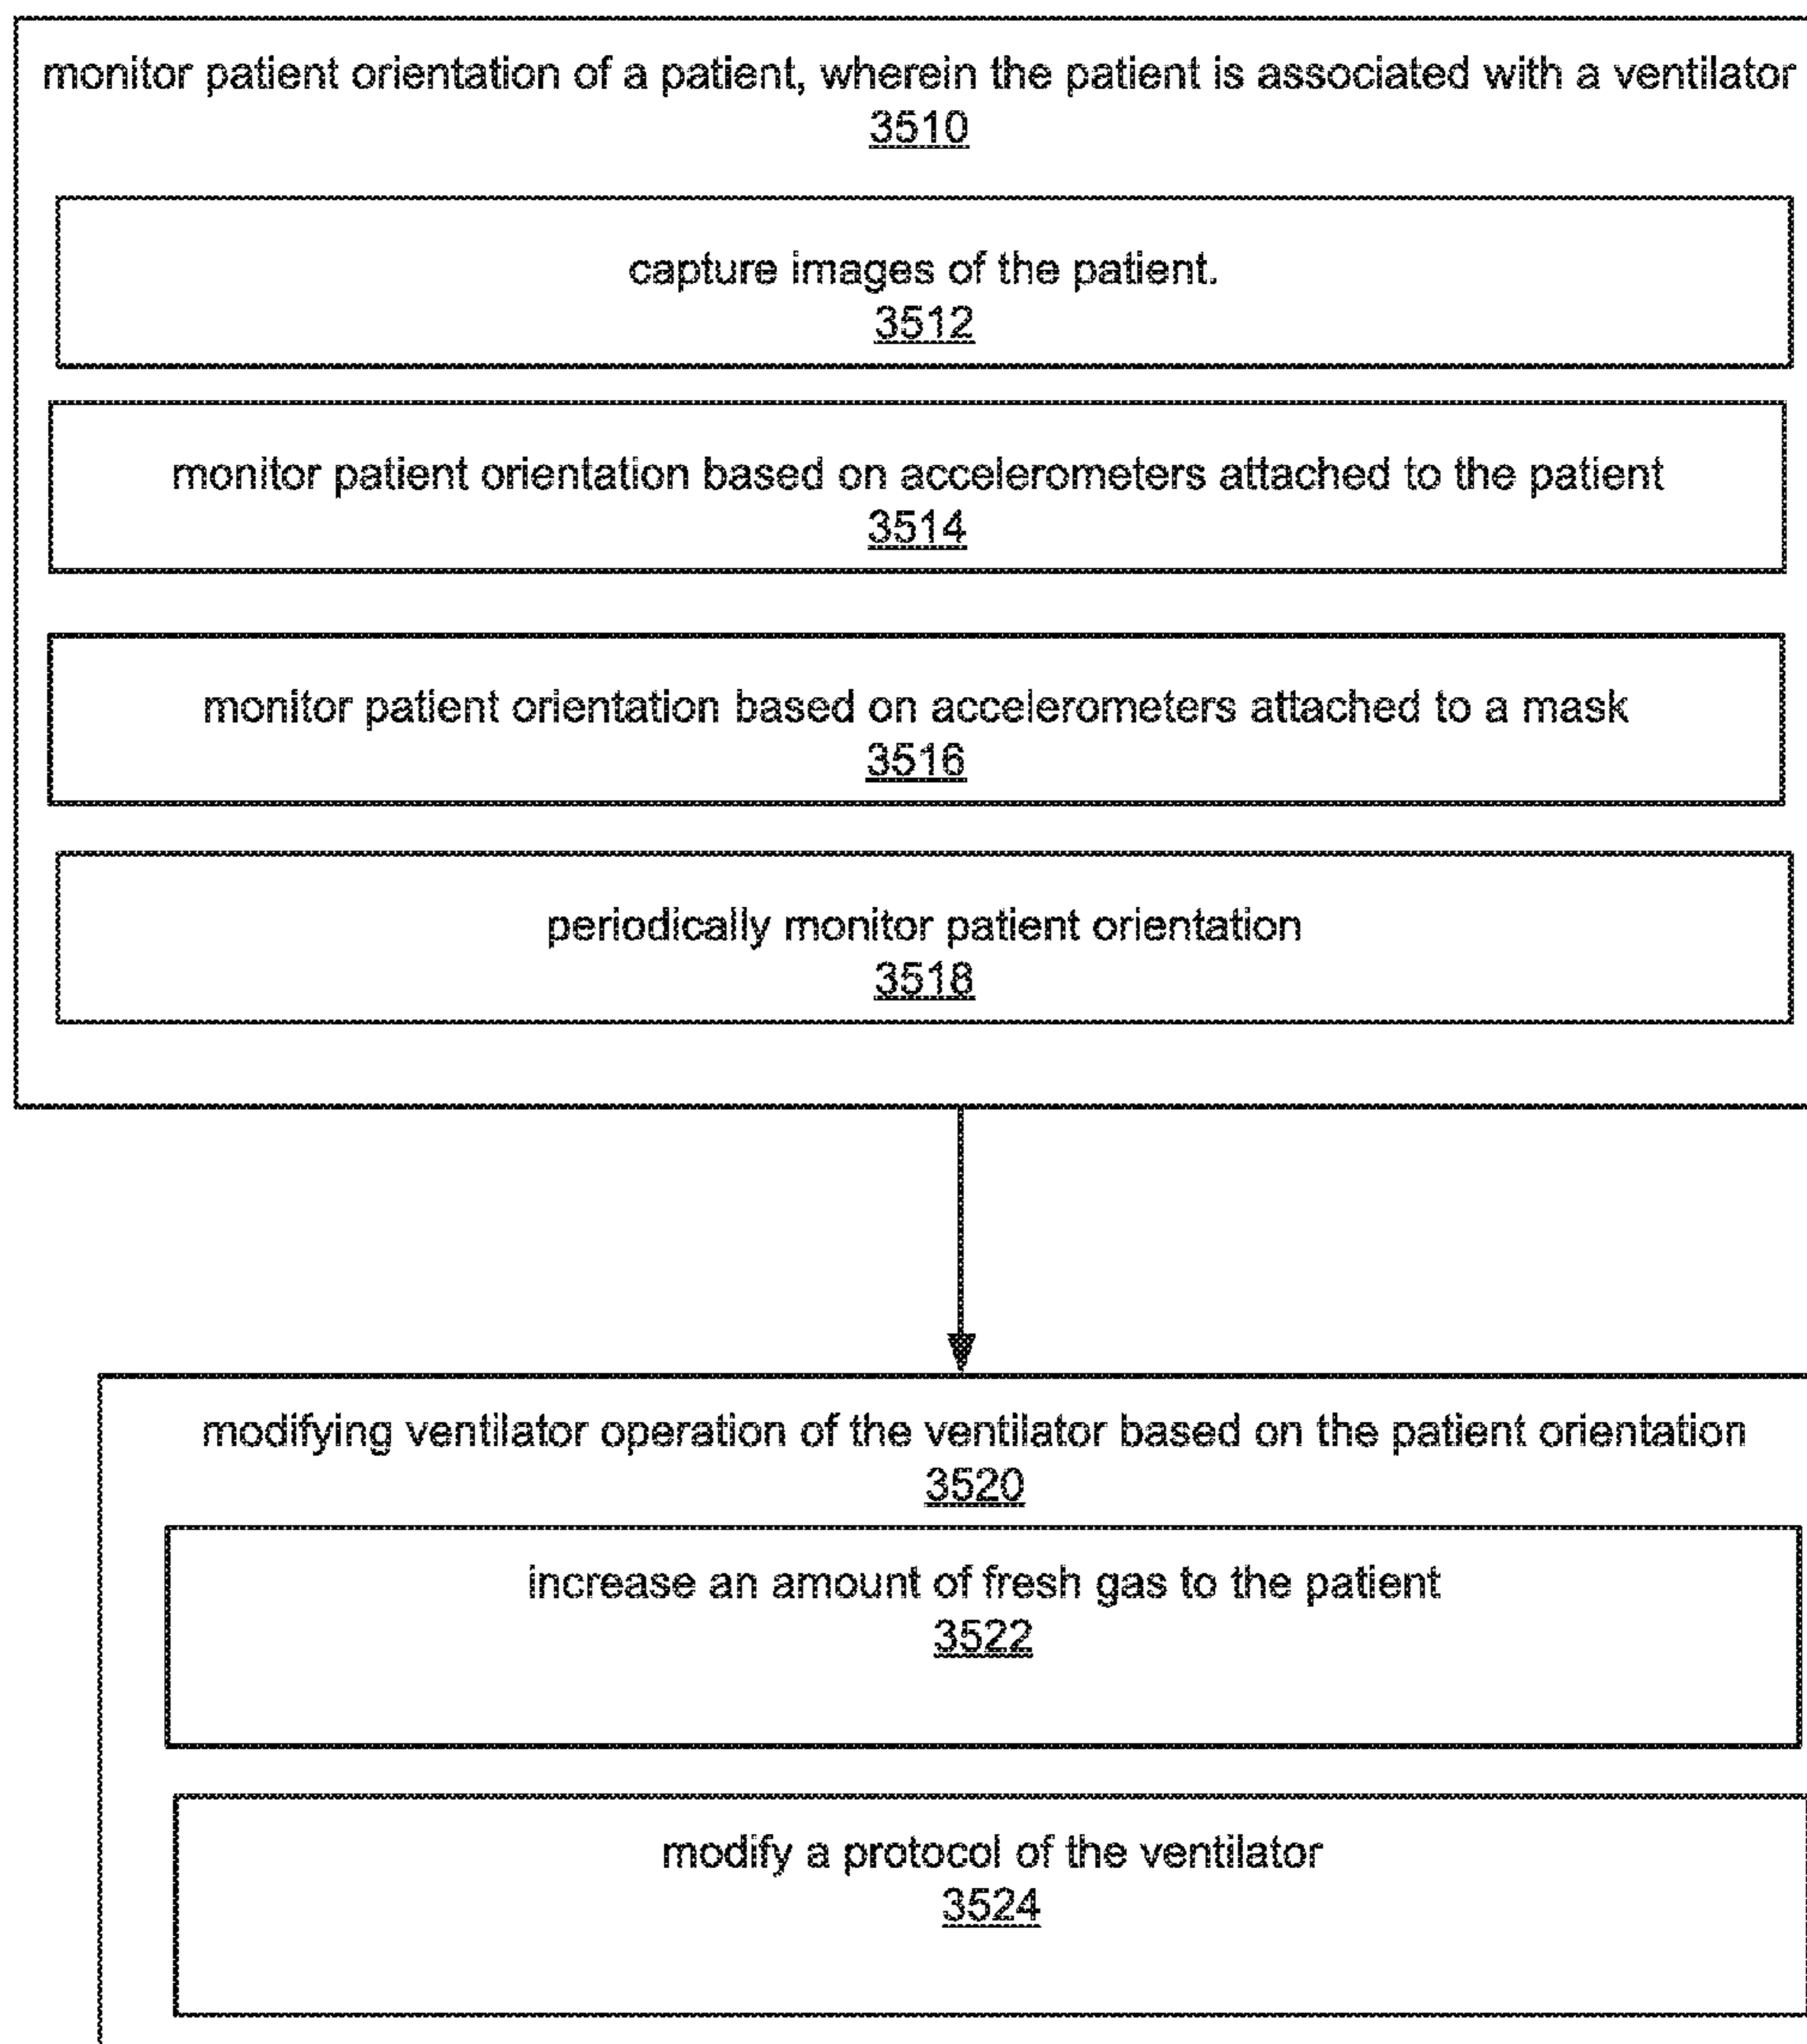 monitor patient orientation of a patient, wherein the patient is associated with a ventilator
3510
capture images of the patient.
3512
monitor patient orientation based on accelerometers attached to the patient
3514
monitor patient orientation based on accelerometers attached to a mask
3516
periodically monitor patient orientation
3518
modifying ventilator operation of the ventilator based on the patient orientation
3520
increase an amount of fresh gas to the patient
3522
modify a protocol of the ventilator
3524